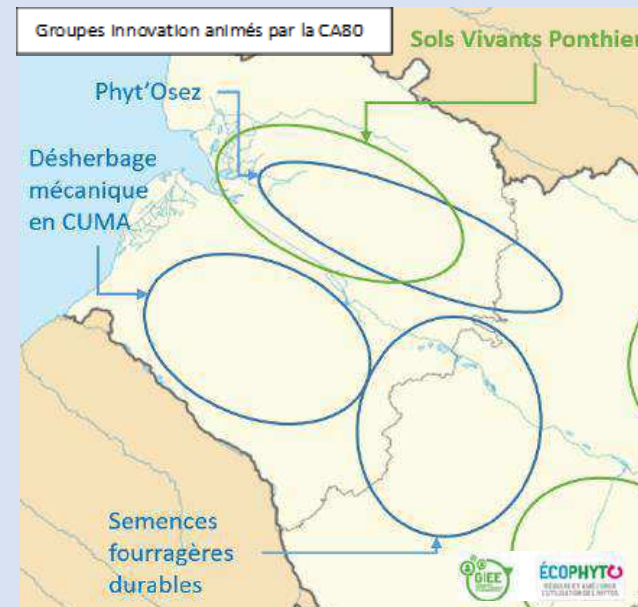 Groupes Innovation animés par la CA80
Sols Vivants Ponthieu
Phyt'Osez
Désherbage
mécanique
en CUMA
Semences
fourragères
durables
GIEE
ÉCOPHYTO